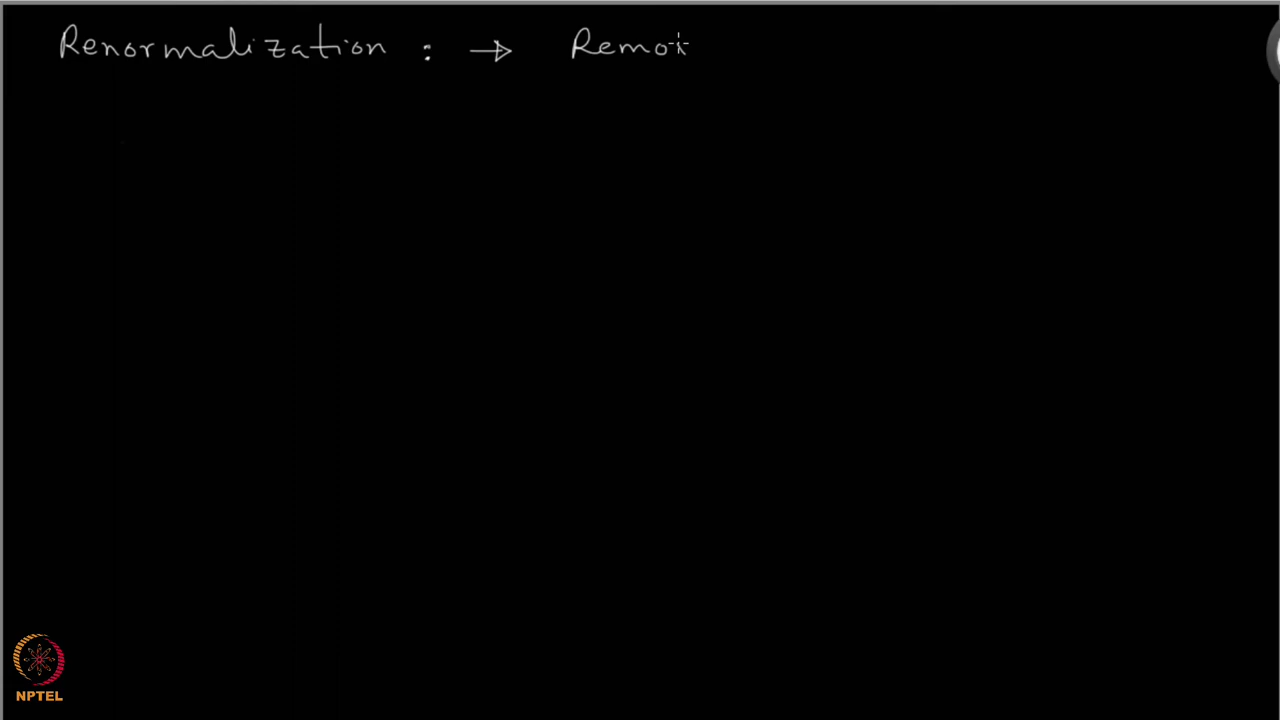 Renormalization : → Remo
NPTEL